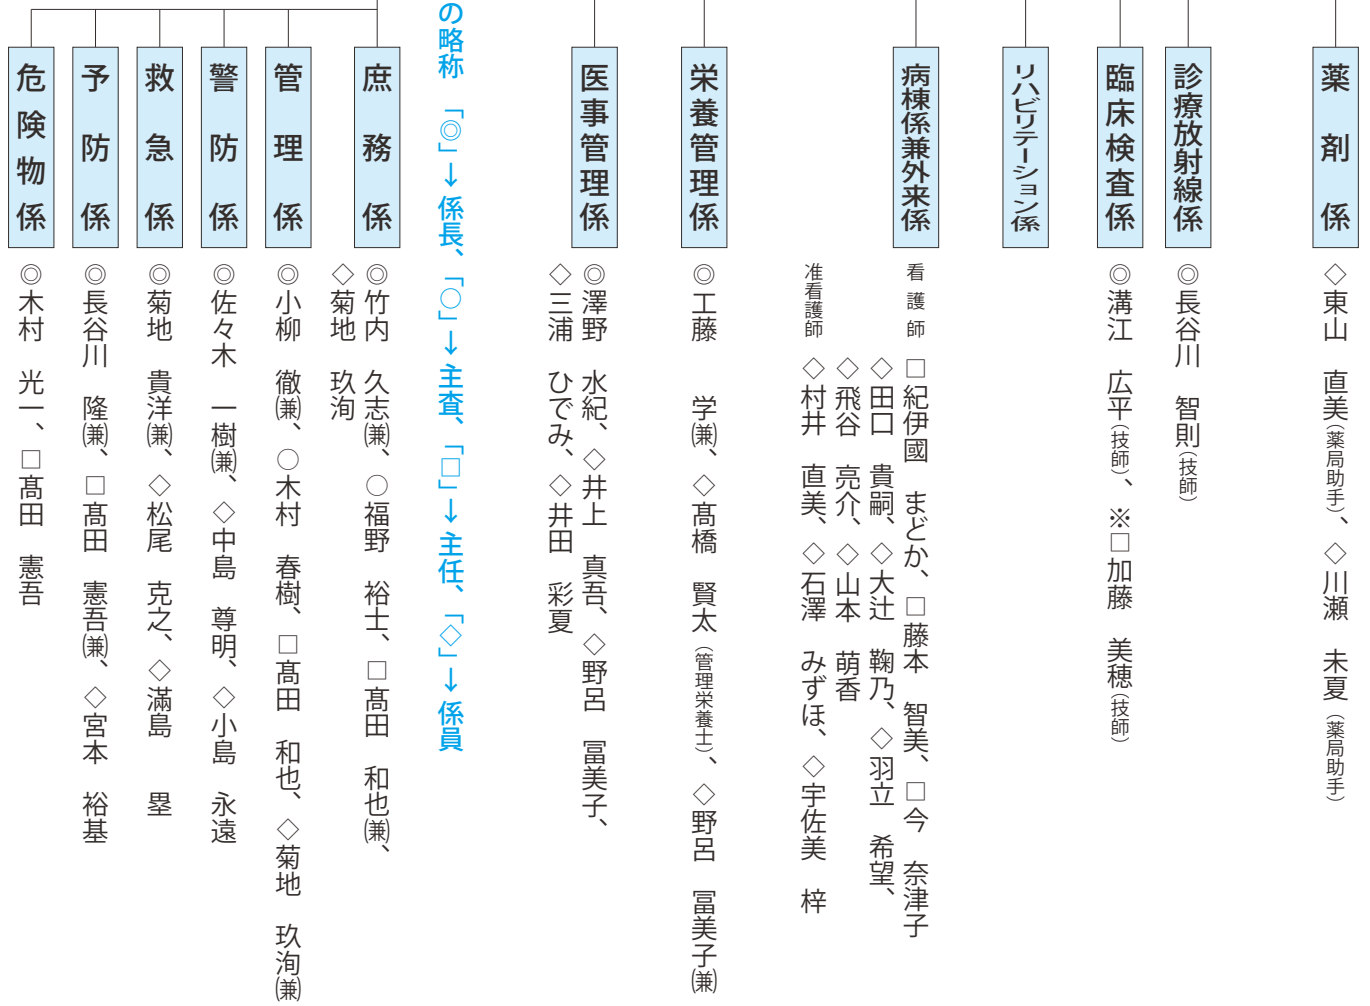 薬剤係
◇東山　直美（薬局助手）、◇川瀬　未夏（薬局助手）
診療放射線係
◎長谷川　智則（技師）
臨床検査係
◎溝江　広平（技師）、※□加藤　美穂（技師）
リハビリテーション係
病棟係兼外来係
看護師　□紀伊國　まどか、□藤本　智美、□今　奈津子
◇田口　貴嗣、◇大辻　鞠乃、◇羽立　希望、
◇飛谷　亮介、◇山本　萌香
准看護師　◇村井　直美、◇石澤　みずほ、◇宇佐美　梓
栄養管理係
◎工藤　学㈱、◇髙橋　賢太（管理栄養士）、◇野呂　冨美子（兼）
医事管理係
◎澤野　水紀、◇井上　真吾、◇野呂　冨美子、
◇三浦　ひでみ、◇井田　彩夏
の略称　「◎」→係長、「○」→主査、「□」→主任、「◇」→係員
庶務係
◎竹内　久志（兼）、○福野　裕士、□髙田　和也（兼）、
◇菊地　玖洵
管理係
◎小柳　徹（兼）、○木村　春樹、□髙田　和也、◇菊地　玖洵（兼）
警防係
◎佐々木　一樹（兼）、◇中島　尊明、◇小島　永遠
救急係
◎菊地　貴洋（兼）、◇松尾　克之、◇滿島　塁
予防係
◎長谷川　隆（兼）、□髙田　憲吾（兼）、◇宮本　裕基
危険物係
◎木村　光一、□髙田　憲吾